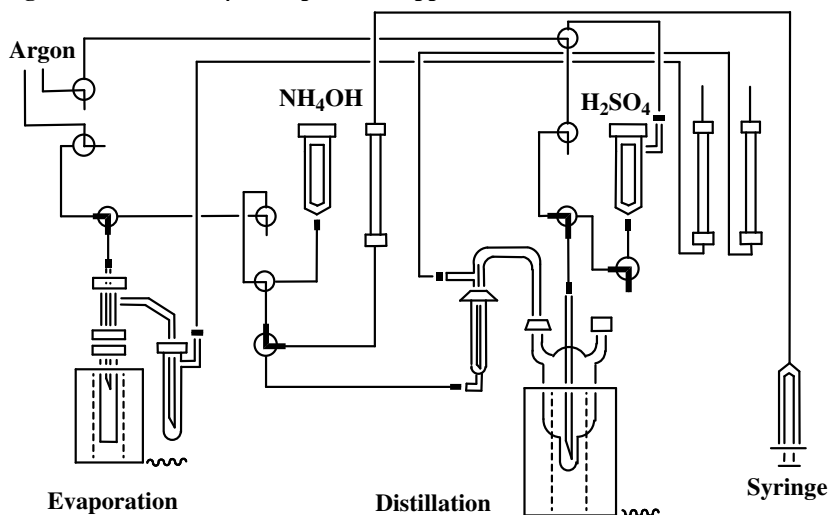 Argon
NH₄OH
H₂SO₄
Evaporation
Distillation
Syringe